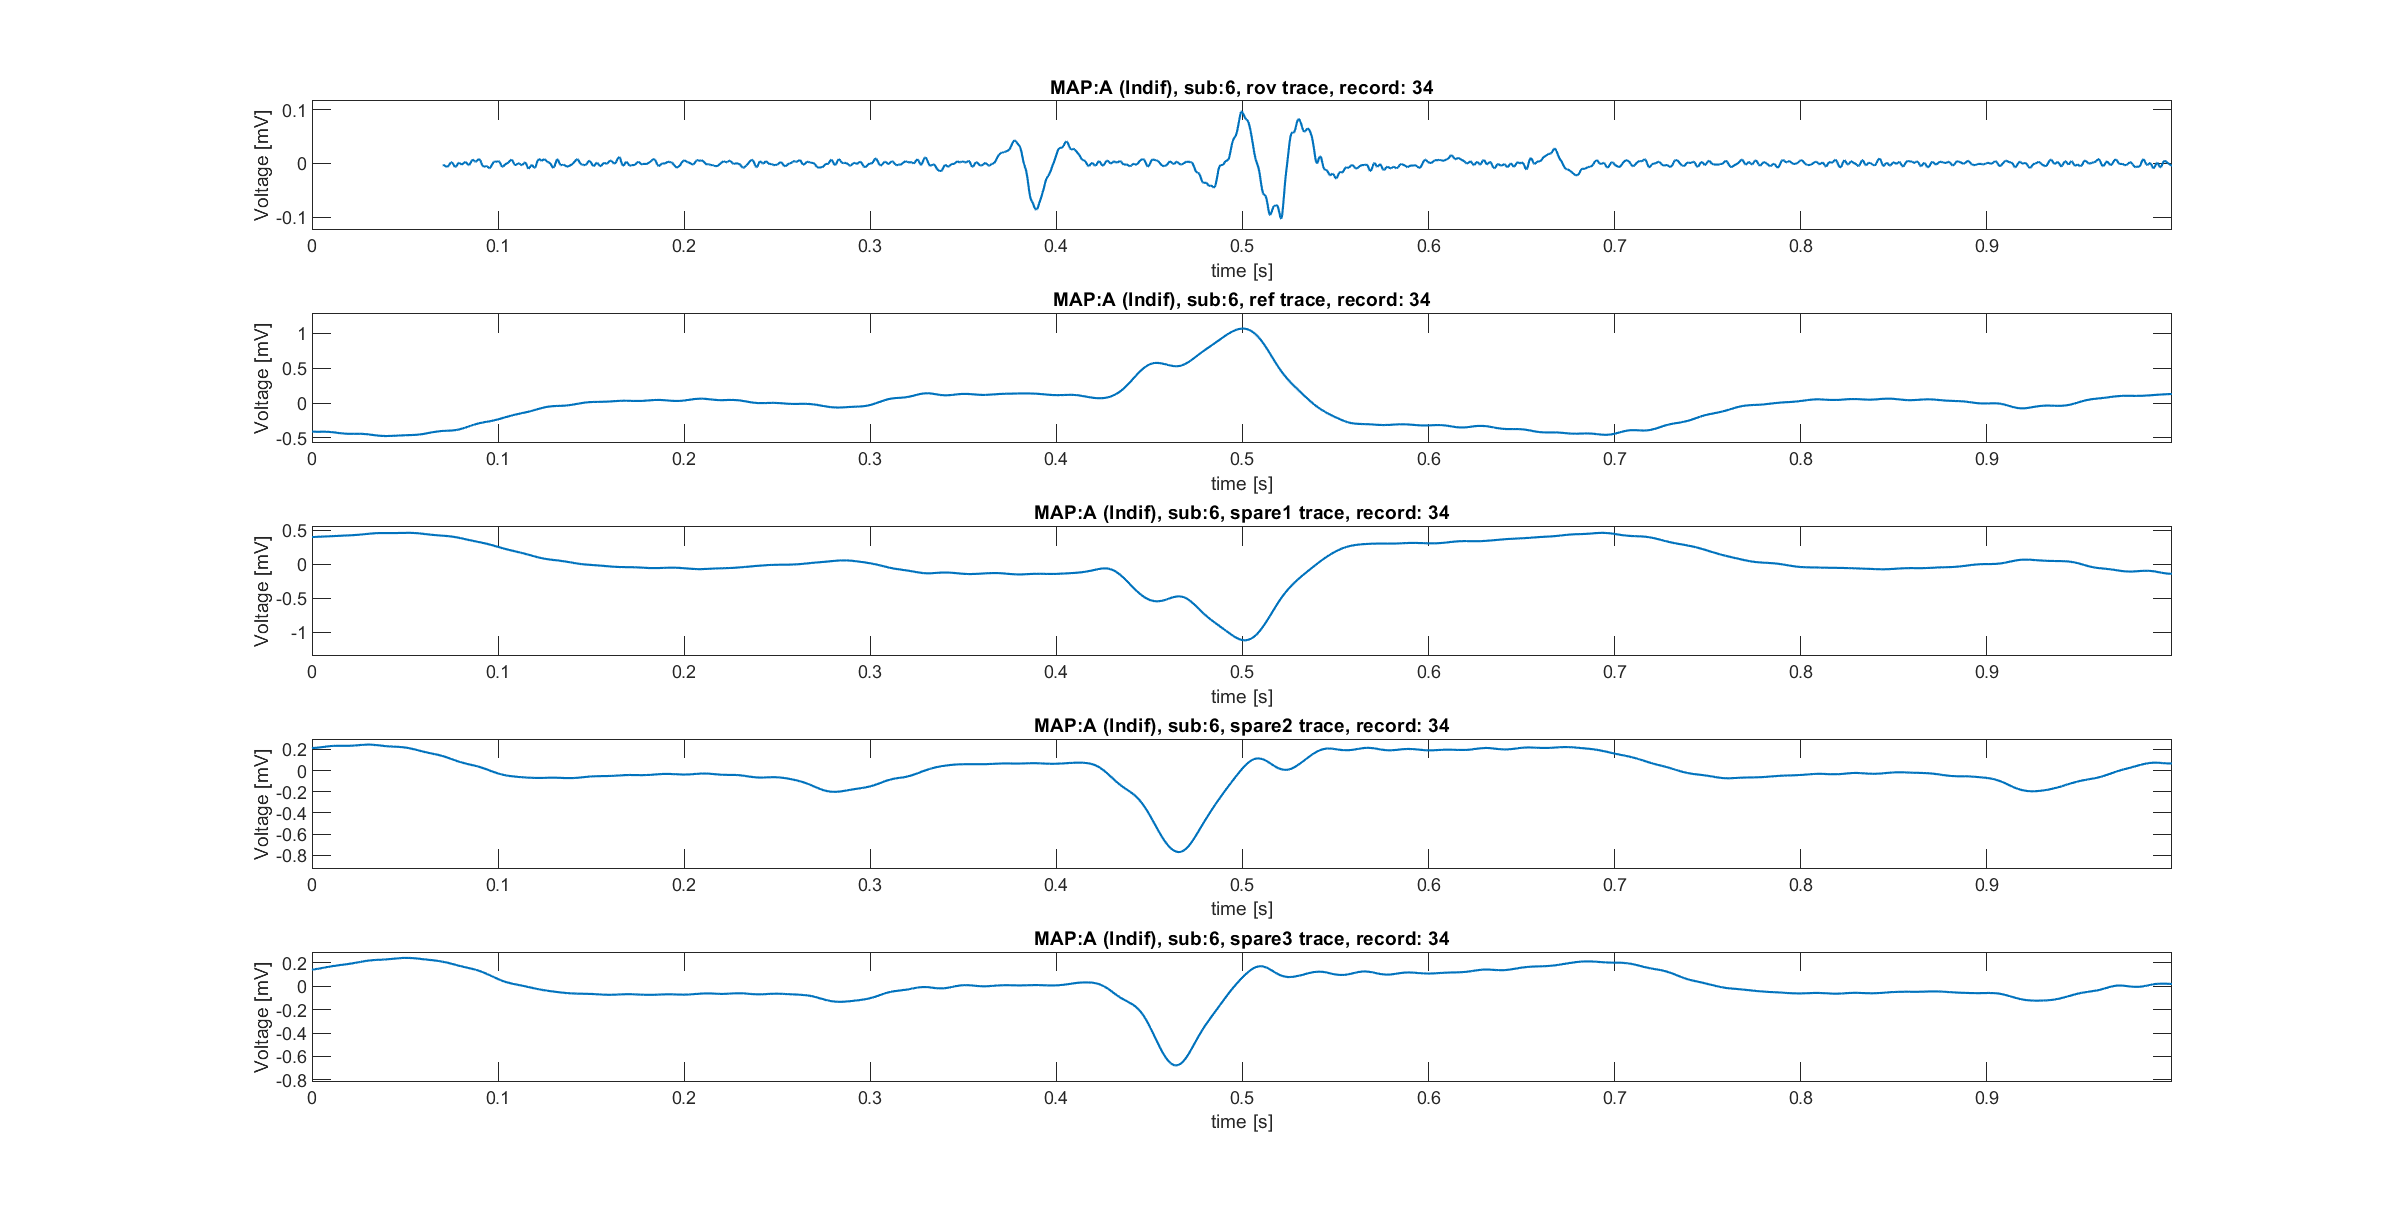 MAP:A (Indif), sub:6, rov trace, record: 34
Voltage [mV]
0.1
0
-0.1
0 0.1 0.2 0.3 0.4 0.5 0.6 0.7 0.8 0.9
time [s]
MAP:A (Indif), sub:6, ref trace, record: 34
Voltage [mV]
1
0.5
0
-0.5
0 0.1 0.2 0.3 0.4 0.5 0.6 0.7 0.8 0.9
time [s]
MAP:A (Indif), sub:6, spare1 trace, record: 34
Voltage [mV]
0.5
0
-0.5
-1
0 0.1 0.2 0.3 0.4 0.5 0.6 0.7 0.8 0.9
time [s]
MAP:A (Indif), sub:6, spare2 trace, record: 34
Voltage [mV]
0.2
0
-0.2
-0.4
-0.6
-0.8
0 0.1 0.2 0.3 0.4 0.5 0.6 0.7 0.8 0.9
time [s]
MAP:A (Indif), sub:6, spare3 trace, record: 34
Voltage [mV]
0.2
0
-0.2
-0.4
-0.6
-0.8
0 0.1 0.2 0.3 0.4 0.5 0.6 0.7 0.8 0.9
time [s]